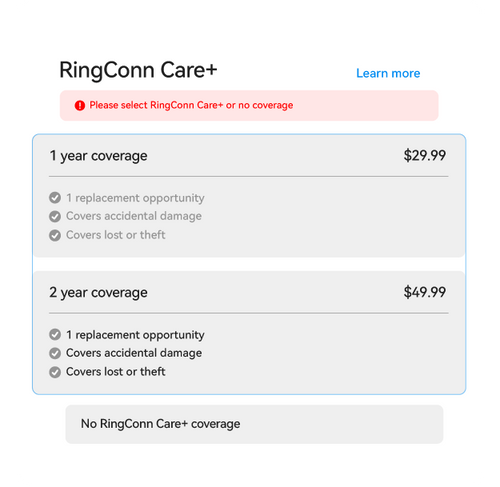 RingConn Care+
Learn more
Please select RingConn Care+ or no coverage
1 year coverage $29.99
1 replacement opportunity
Covers accidental damage
Covers lost or theft
2 year coverage $49.99
1 replacement opportunity
Covers accidental damage
Covers lost or theft
No RingConn Care+ coverage